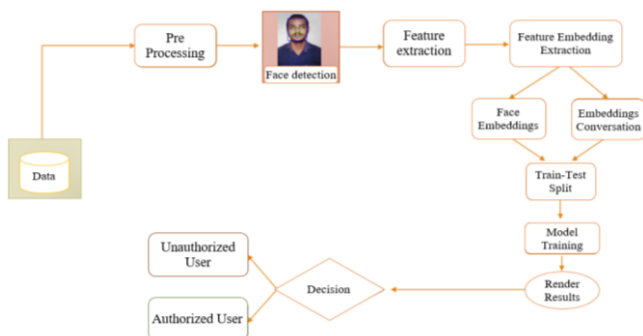 Pre
Processing
Face detection
Feature
extraction
Feature Embedding
Extraction
Face
Embeddings
Embeddings
Conversation
Data
Train-Test
Split
Model
Training
Render
Results
Decision
Unauthorized
User
Authorized User